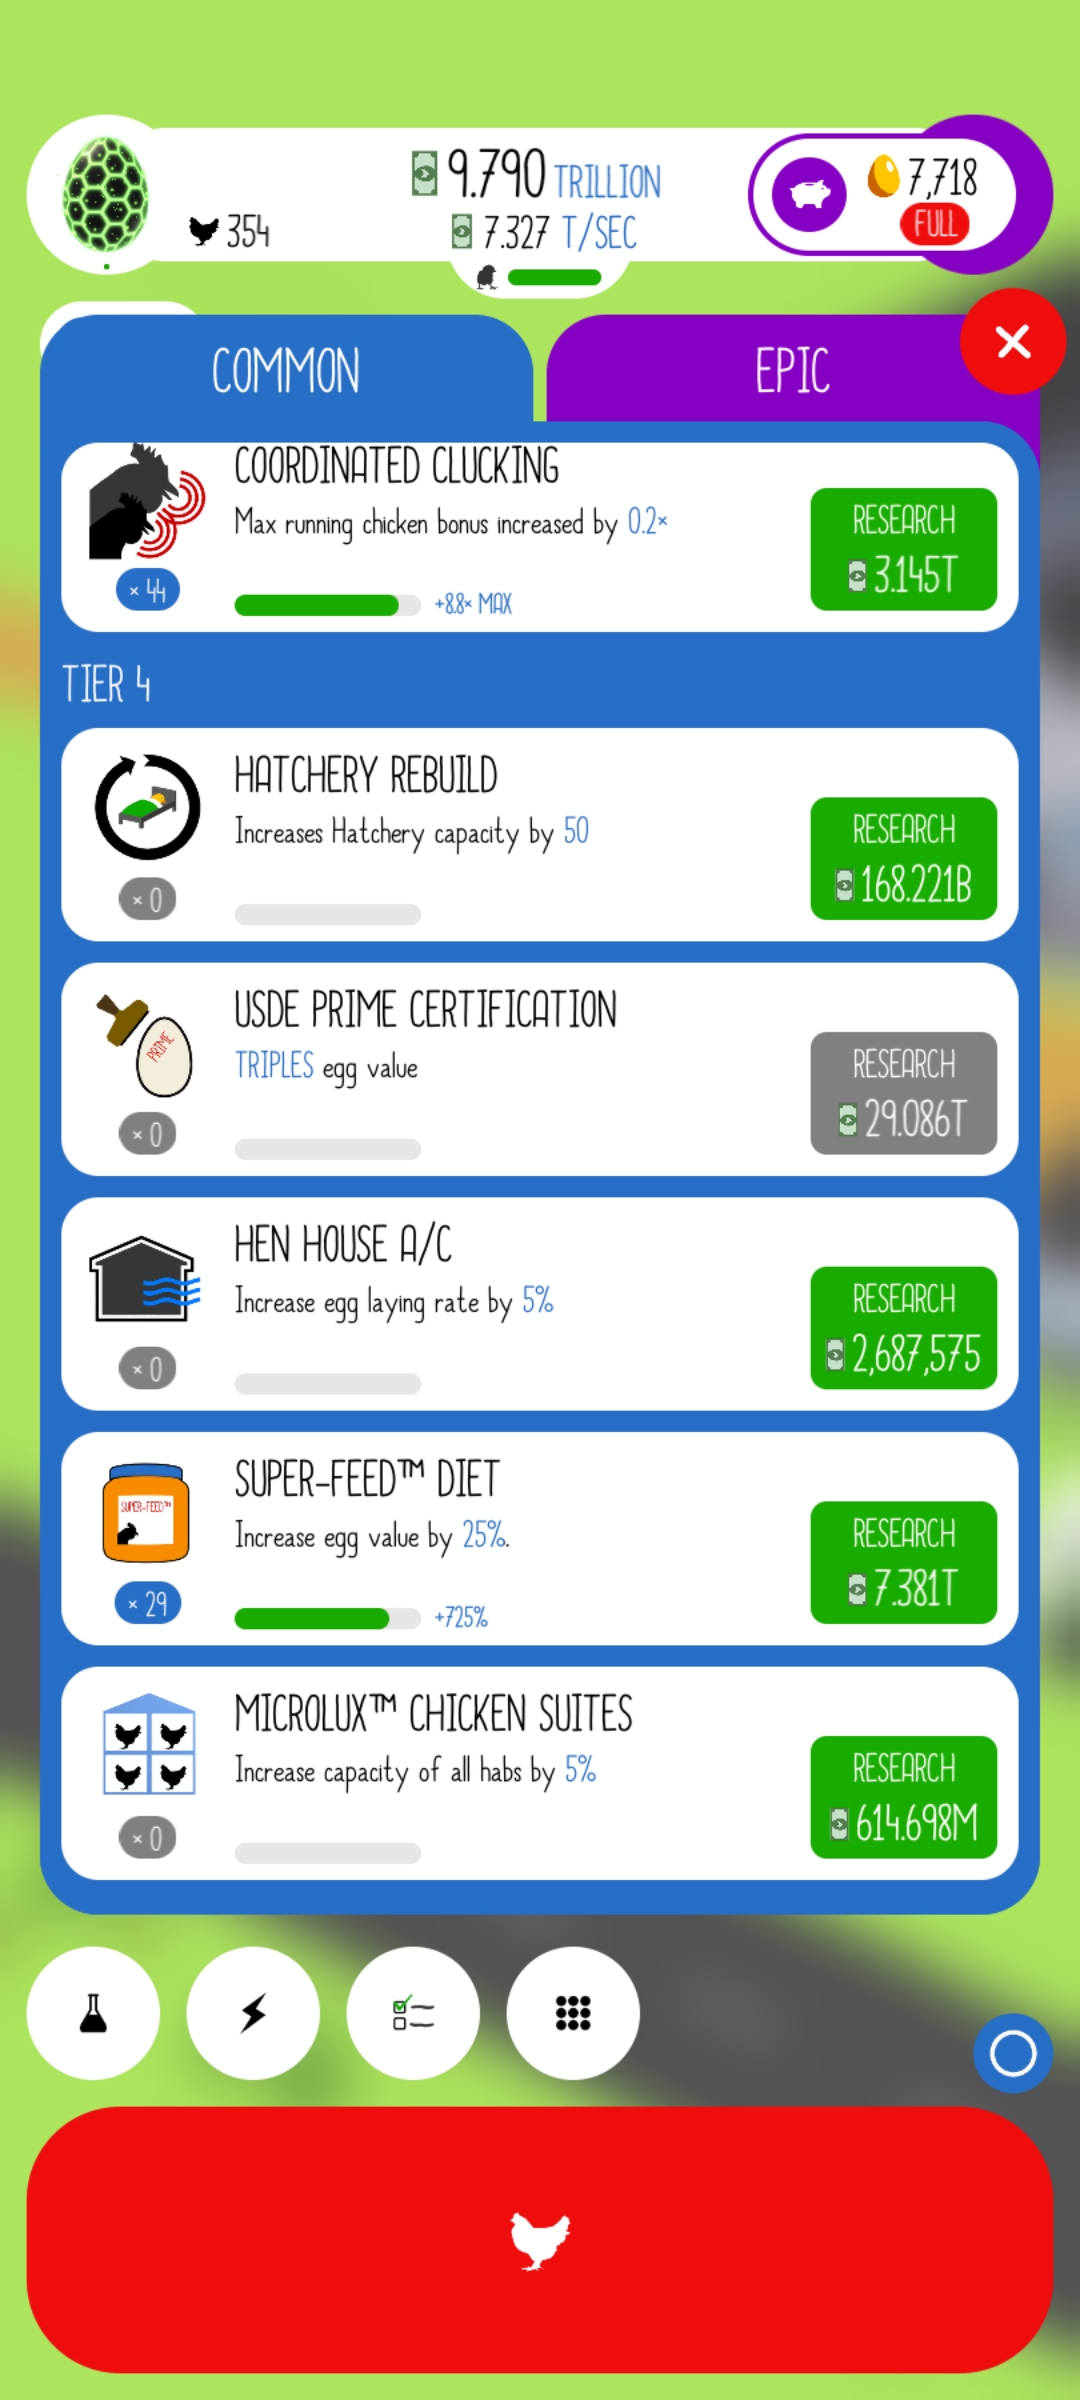 9.790 TRILLION
7,718
354
7.327 T/SEC
FULL
COMMON
EPIC
COORDINATED CLUCKING
Max running chicken bonus increased by 0.2×
RESEARCH
3.145T
× 44
+8.8× MAX
TIER 4
HATCHERY REBUILD
Increases Hatchery capacity by 50
RESEARCH
168.221B
× 0
USDE PRIME CERTIFICATION
TRIPLES egg value
PRIME
RESEARCH
29.086T
× 0
HEN HOUSE A/C
Increase egg laying rate by 5%
RESEARCH
2,687,575
× 0
SUPER-FEED™ DIET
Increase egg value by 25%.
SUPER-FEED™
RESEARCH
7.381T
× 29
+725%
MICROLUX™ CHICKEN SUITES
Increase capacity of all habs by 5%
RESEARCH
614.698M
× 0